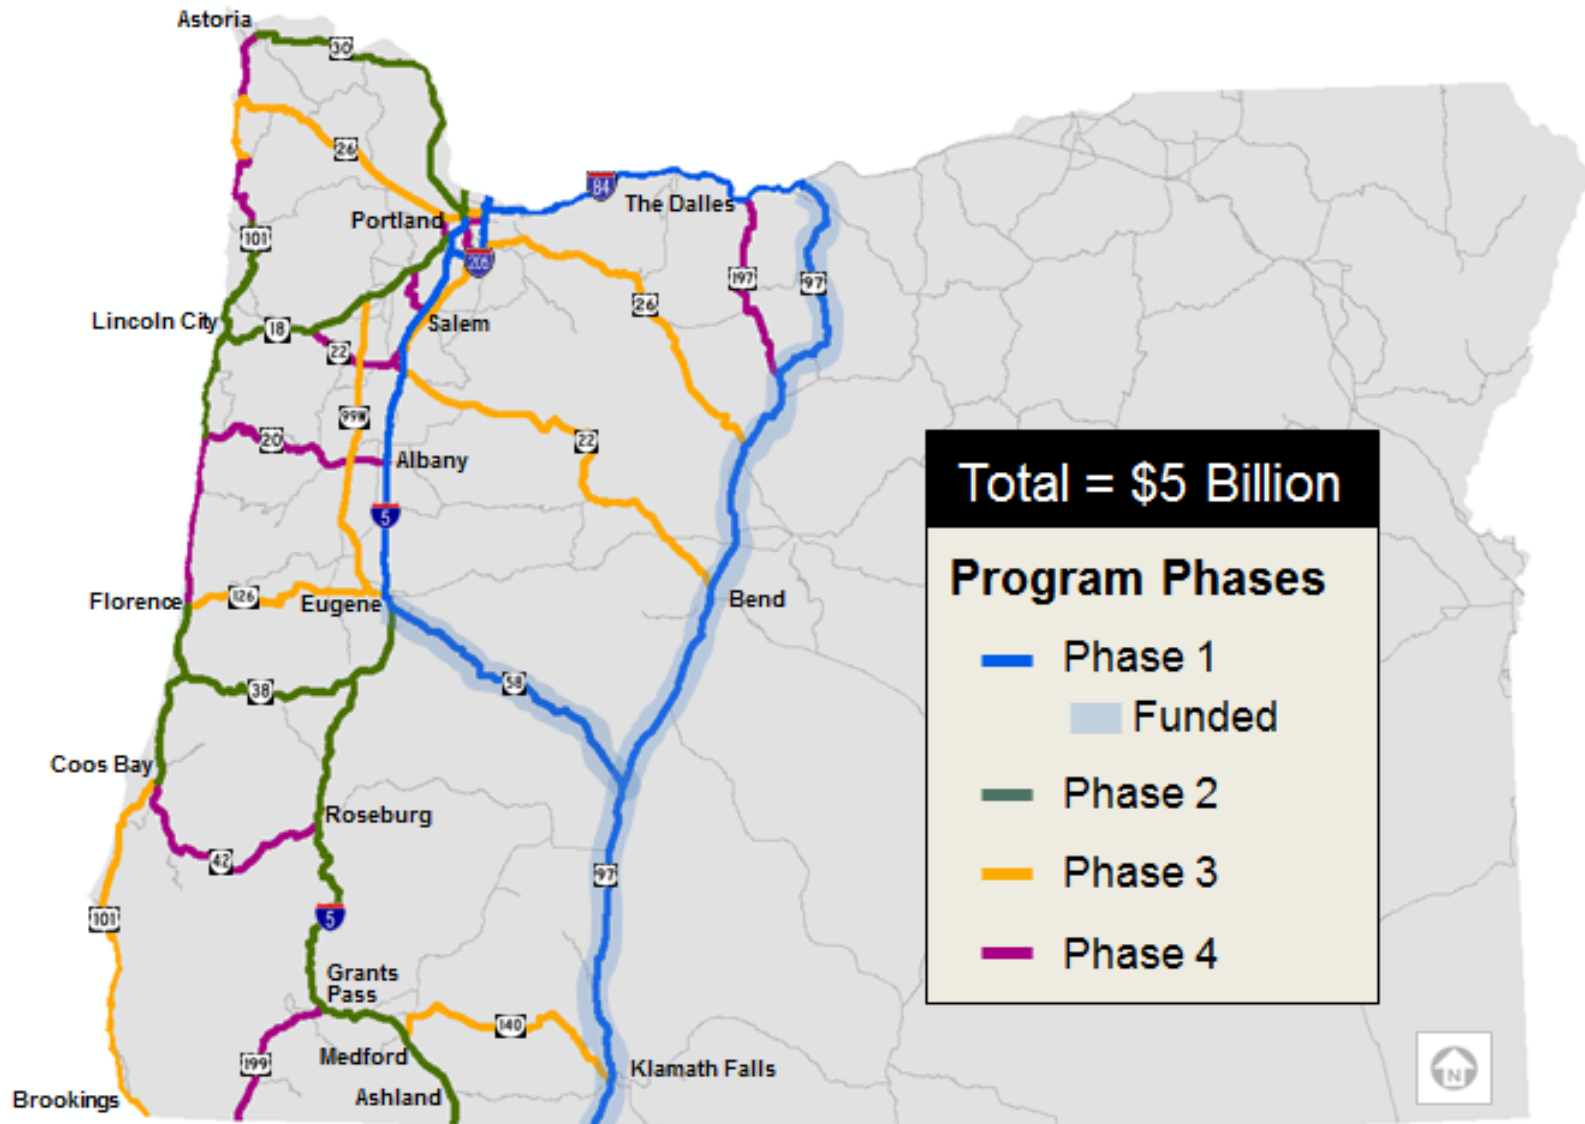 Astoria
30
26
84
The Dalles
Portland
101
205
197
97
26
Lincoln City
18
Salem
22
99W
22
20
Albany
5
Total = $5 Billion
Program Phases
Phase 1
Funded
Phase 2
Phase 3
Phase 4
Florence
126
Eugene
Bend
58
38
Coos Bay
Roseburg
42
97
101
5
Grants
Pass
140
Medford
199
Klamath Falls
Ashland
Brookings
N